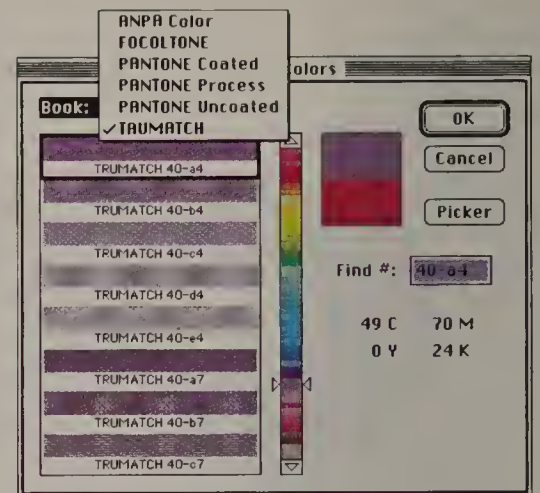 ANPA Color
FOCOLTONE
PANTONE Coated
PANTONE Process
PANTONE Uncoated
✓TRUMATCH
olors
Book:
OK
Cancel
Picker
TRUMATCH 40-a4
TRUMATCH 40-b4
TRUMATCH 40-c4
TRUMATCH 40-d4
TRUMATCH 40-e4
TRUMATCH 40-a7
TRUMATCH 40-b7
TRUMATCH 40-c7
Find #: 40-a4
49 C 70 M
0 Y 24 K